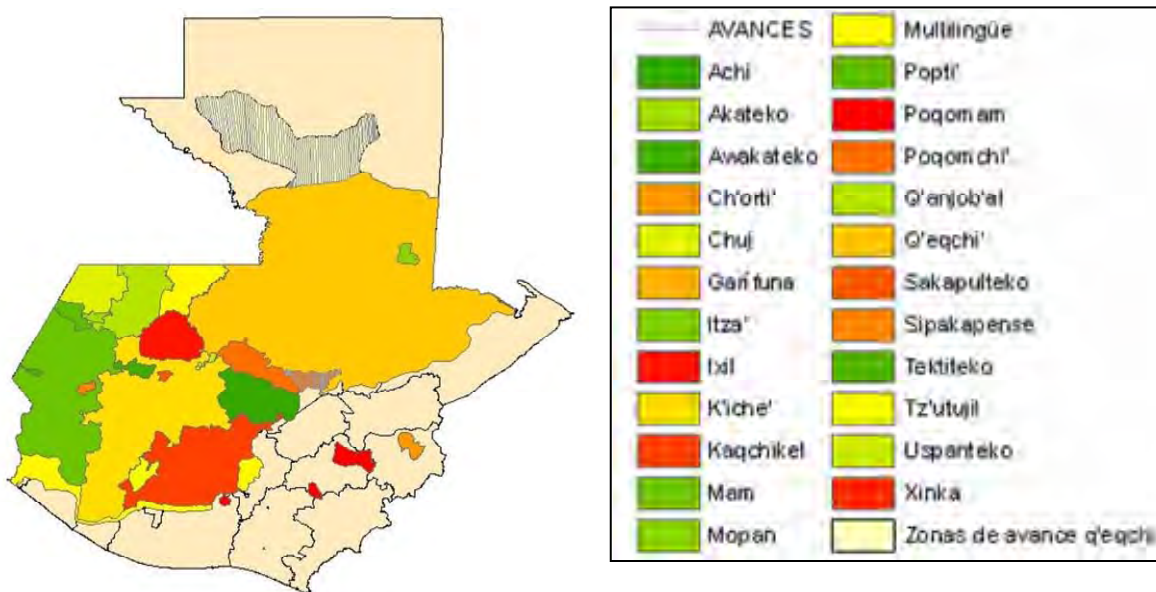 AVANCES
Achi
Akateko
Awakateko
Ch'orti'
Chuj
Garífuna
Itza'
Ixil
K'iche'
Kaqchikel
Mam
Mopan
Multilingüe
Popti'
Poqomam
Poqomchi'
Q'anjob'al
Q'eqchi'
Sakapulteko
Sipakapense
Tektiteko
Tz'utujil
Uspanteko
Xinka
Zonas de avance q'eqchi